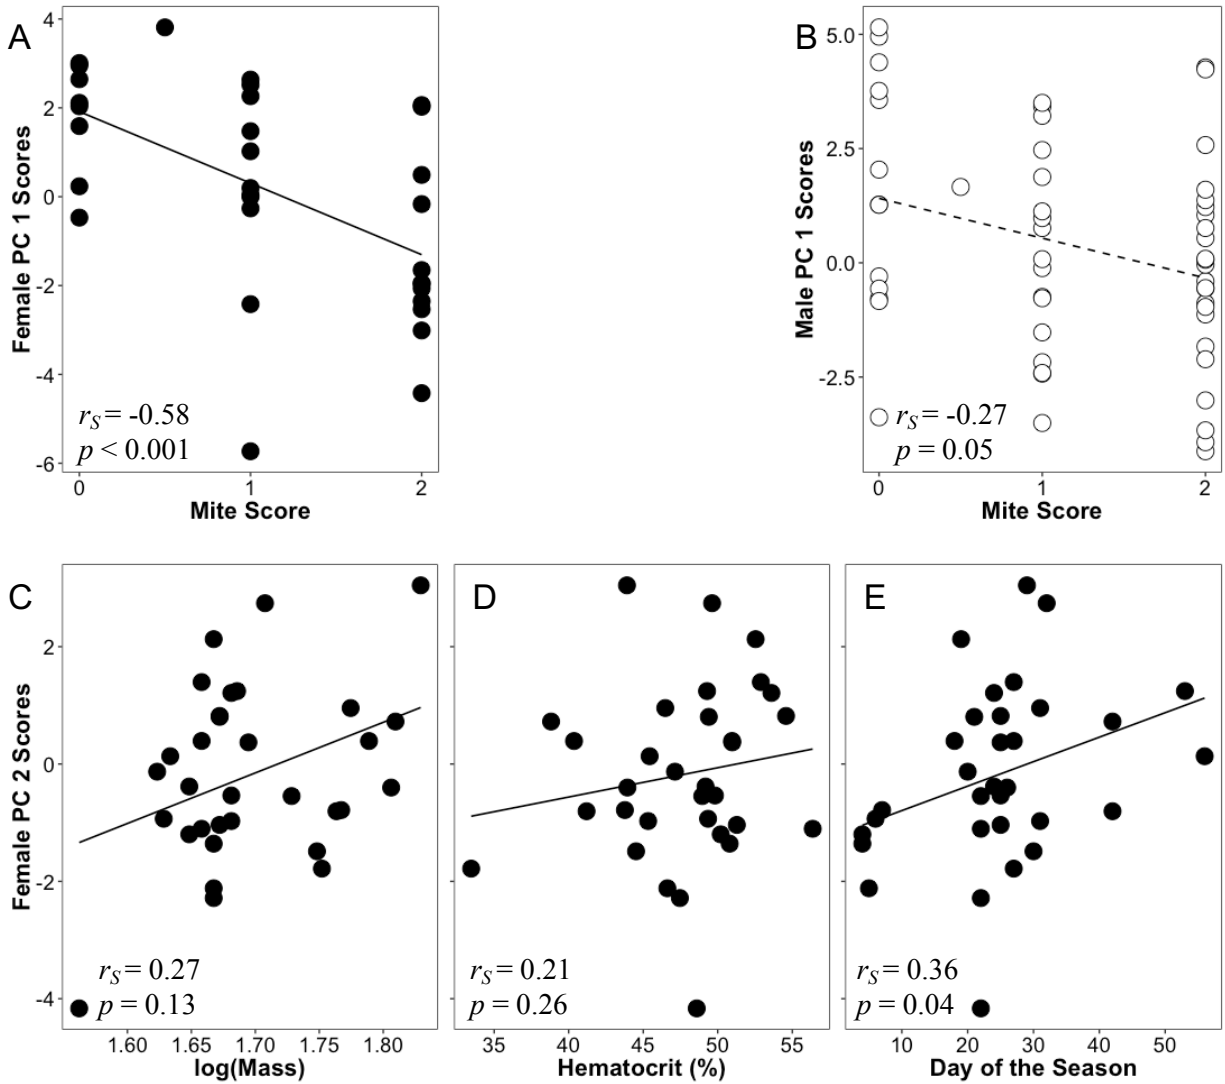 A
4
2
0
-2
-4
-6
Female PC 1 Scores
r_S = -0.58
p < 0.001
0 1 2
Mite Score
B
5.0
2.5
0.0
-2.5
Male PC 1 Scores
r_S = -0.27
p = 0.05
0 1 2
Mite Score
C
2
0
-2
-4
Female PC 2 Scores
r_S = 0.27
p = 0.13
1.60 1.65 1.70 1.75 1.80
log(Mass)
D
r_S = 0.21
p = 0.26
35 40 45 50 55
Hematocrit (%)
E
r_S = 0.36
p = 0.04
10 20 30 40 50
Day of the Season